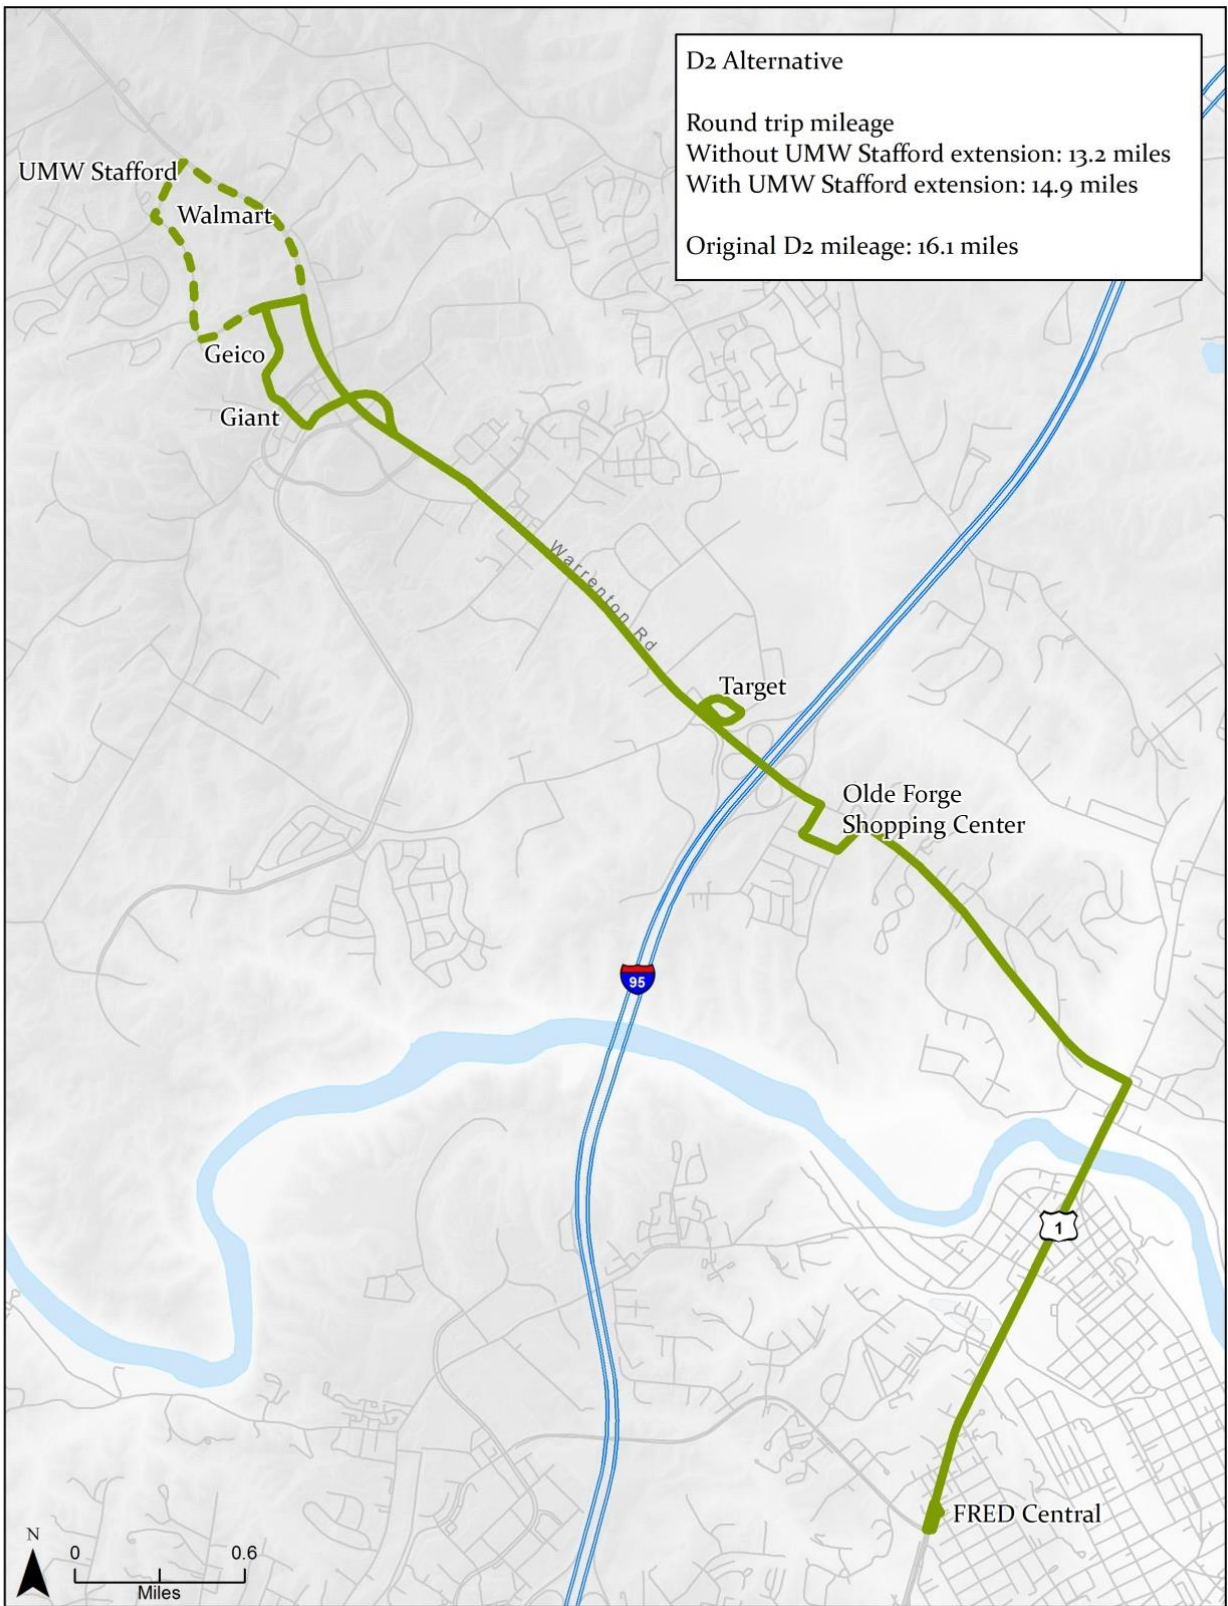 D2 Alternative
Round trip mileage
Without UMW Stafford extension: 13.2 miles
With UMW Stafford extension: 14.9 miles
Original D2 mileage: 16.1 miles
UMW Stafford
Walmart
Geico
Giant
Warrenton Rd
Target
Olde Forge
Shopping Center
95
1
FRED Central
N
0 0.6
Miles